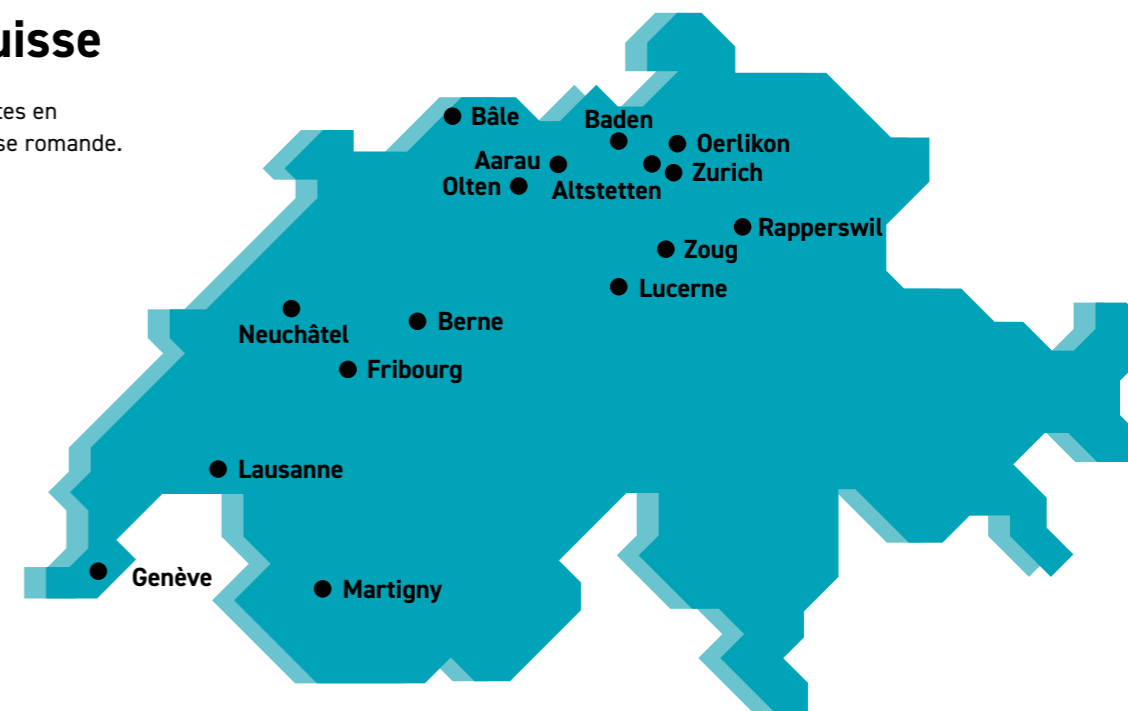 uisse
tes en
se romande.
Bâle
Baden
Oerlikon
Aarau
Zurich
Olten
Altstetten
Rapperswil
Zoug
Lucerne
Neuchâtel
Berne
Fribourg
Lausanne
Genève
Martigny